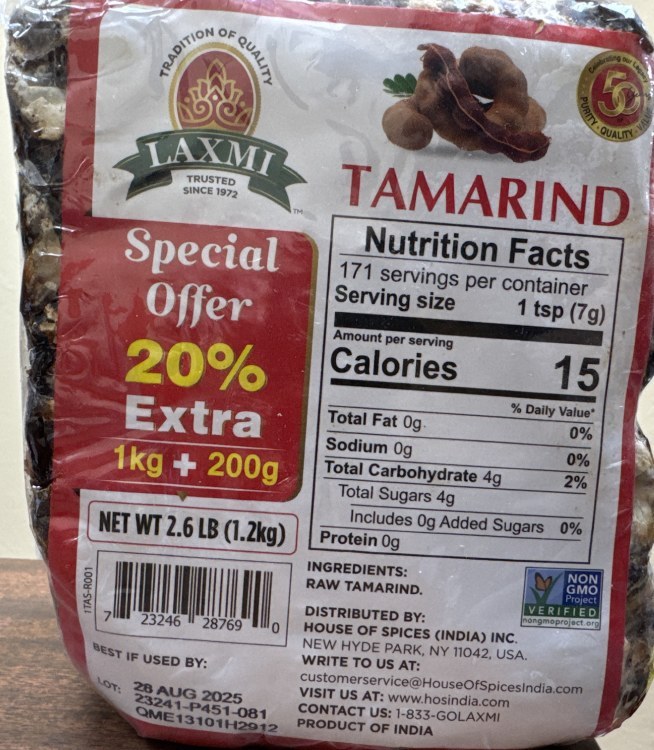 TRADITION OF QUALITY
LAXMI
TRUSTED
SINCE 1972
TM
50
PURITY - QUALITY -
TAMARIND
Special
Offer
20%
Extra
1kg + 200g
NET WT 2.6 LB (1.2kg)
Nutrition Facts
171 servings per container
Serving size 1 tsp (7g)
Amount per serving
Calories 15
% Daily Value*
Total Fat 0g 0%
Sodium 0g 0%
Total Carbohydrate 4g 2%
Total Sugars 4g
Includes 0g Added Sugars 0%
Protein 0g
1TAS-R001
7 23246 28769 0
BEST IF USED BY:
LOT: 28 AUG 2025
23241-P451-081
QME13101H2912
INGREDIENTS:
RAW TAMARIND.
NON
GMO
Project
VERIFIED
nongmoproject.org
DISTRIBUTED BY:
HOUSE OF SPICES (INDIA) INC.
NEW HYDE PARK, NY 11042, USA.
WRITE TO US AT:
customerservice@HouseOfSpicesIndia.com
VISIT US AT: www.hosindia.com
CONTACT US: 1-833-GOLAXMI
PRODUCT OF INDIA